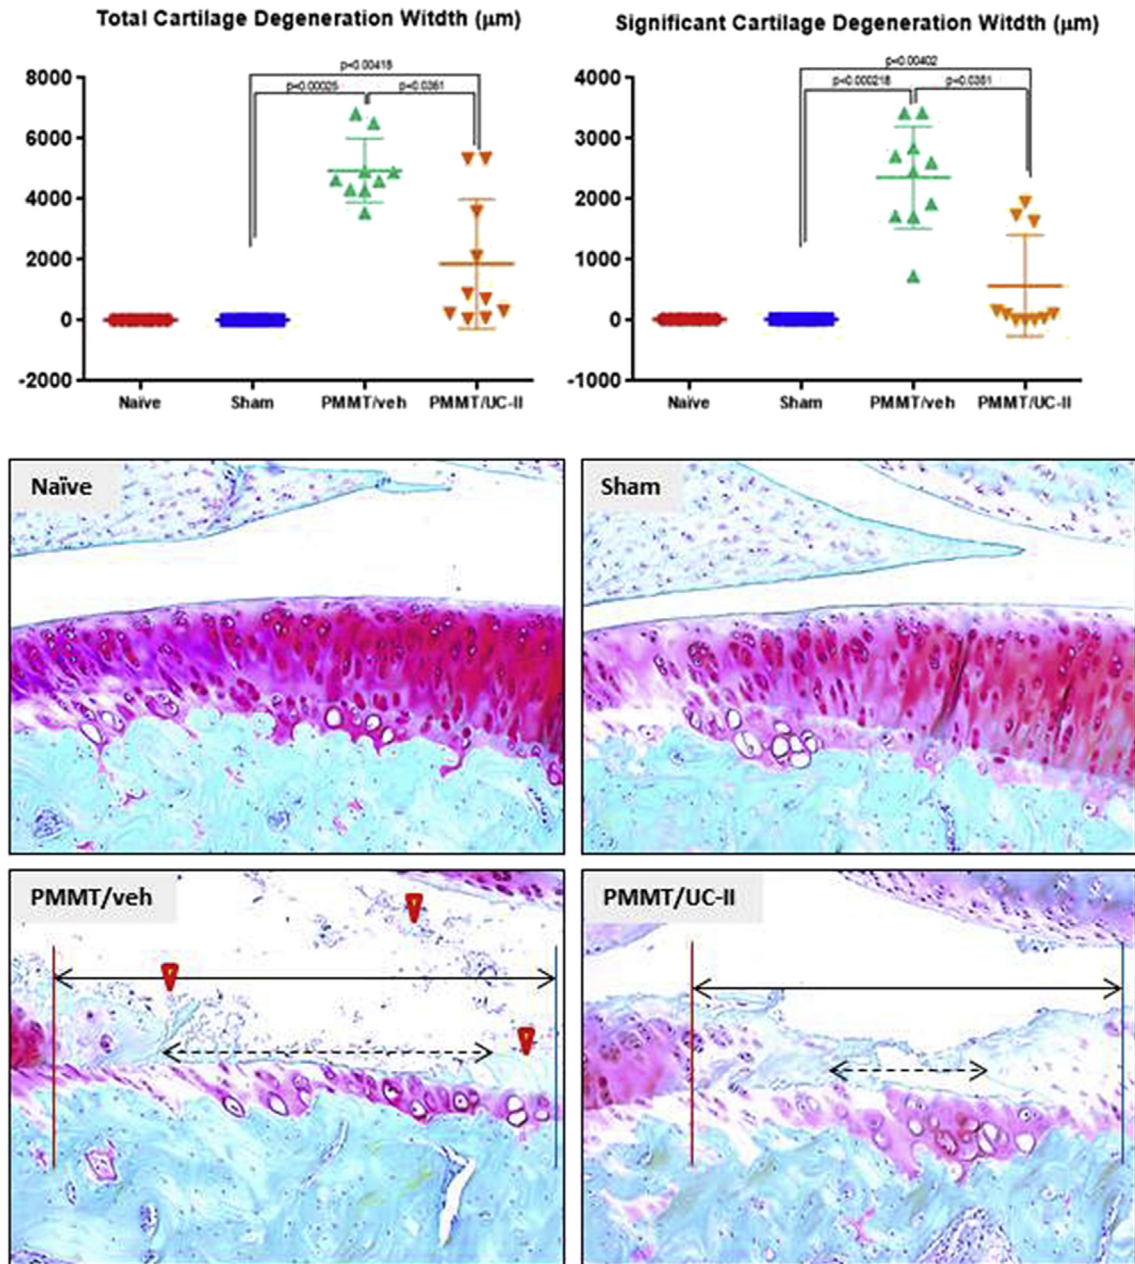 Total Cartilage Degeneration Witdth (μm)
8000
6000
4000
2000
0
-2000
p<0.00418
p<0.00025
p<0.0361
Naïve
Sham
PMMT/veh
PMMT/UC-II
Significant Cartilage Degeneration Witdth (μm)
4000
3000
2000
1000
0
-1000
p<0.00402
p<0.000218
p<0.0361
Naïve
Sham
PMMT/veh
PMMT/UC-II
Naïve
Sham
PMMT/veh
PMMT/UC-II